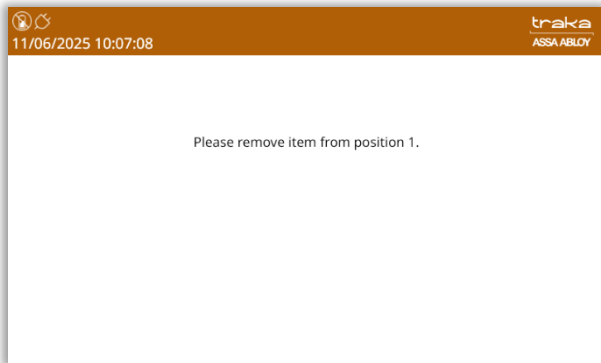 traka
11/06/2025 10:07:08
ASSA ABLOY
Please remove item from position 1.